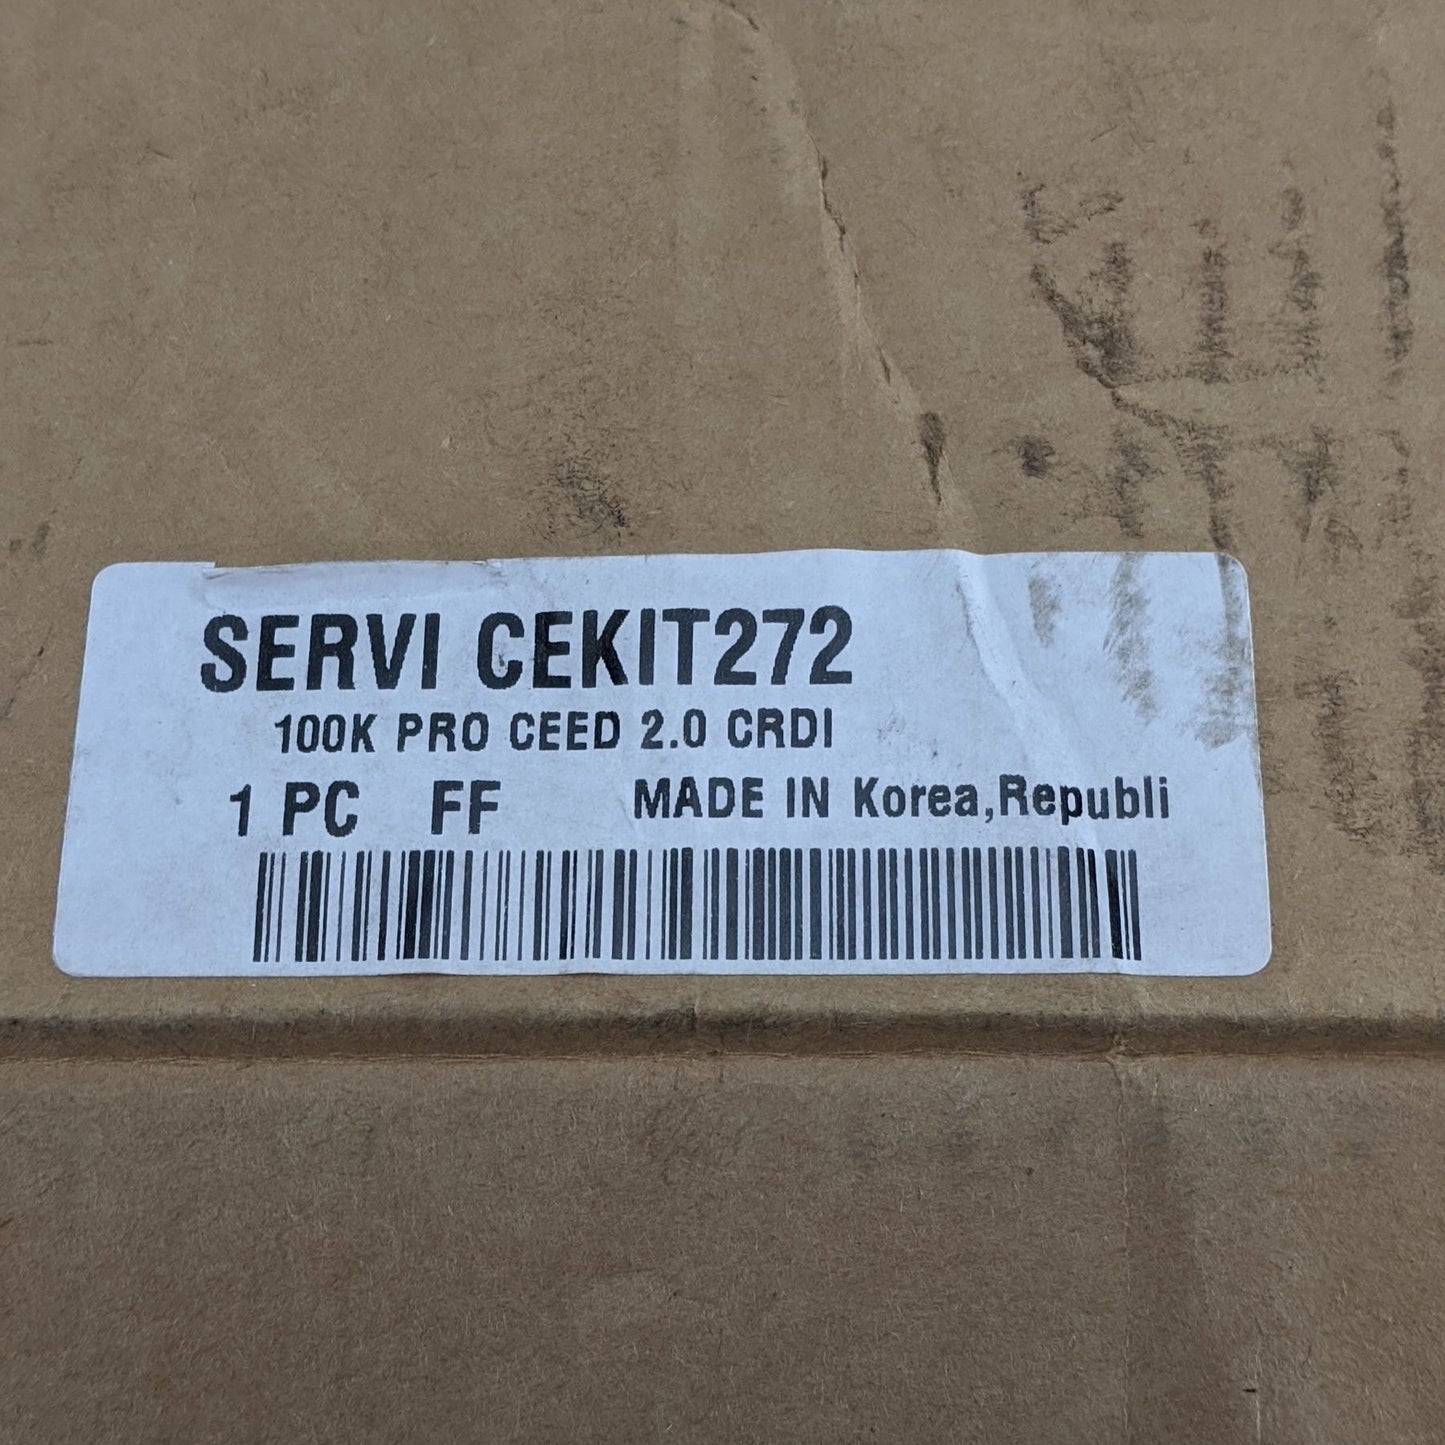 SERVI CEKIT272
100K PRO CEED 2.0 CRDI
1 PC FF MADE IN Korea,Republi